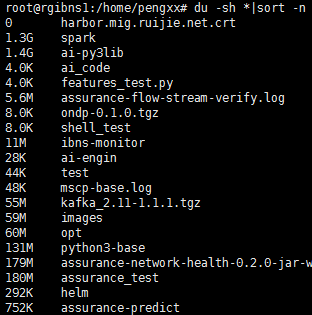 root@rgibns1:/home/pengxx# du -sh *|sort -n
0 harbor.mig.ruijie.net.crt
1.3G spark
1.4G ai-py3lib
4.0K ai_code
4.0K features_test.py
5.6M assurance-flow-stream-verify.log
8.0K ondp-0.1.0.tgz
8.0K shell_test
11M ibns-monitor
28K ai-engin
44K test
48K mscp-base.log
55M kafka_2.11-1.1.1.tgz
59M images
60M opt
131M python3-base
179M assurance-network-health-0.2.0-jar-w
180M assurance_test
292K helm
752K assurance-predict